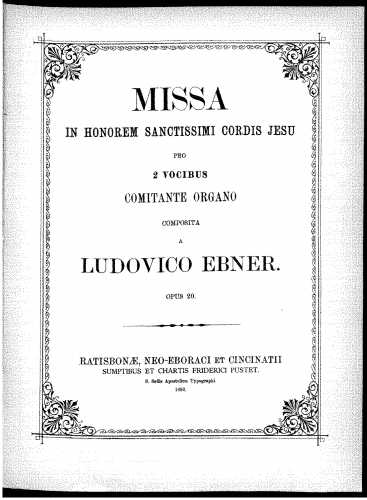 MISSA
IN HONOREM SANCTISSIMI CORDIS JESU
PRO
2 VOCIBUS
COMITANTE ORGANO
COMPOSITA
A
LUDOVICO EBNER.
OPUS 20.
RATISBONÆ, NEO-EBORACI ET CINCINATII
SUMPTIBUS ET CHARTIS FRIDERICI PUSTET.
S. Sedis Apostolicæ Typographi
1892.